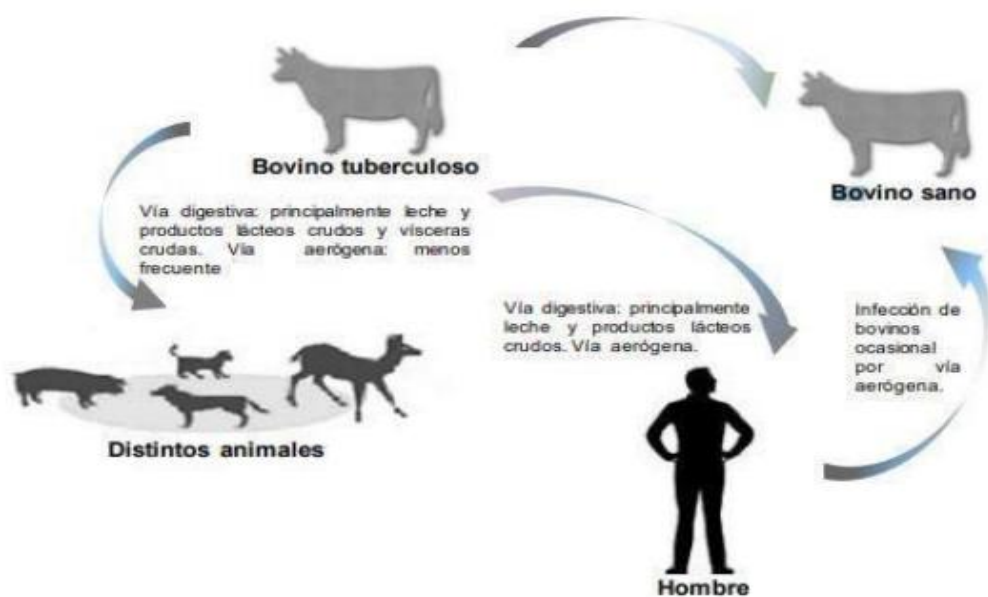 Bovino tuberculoso
Bovino sano
Vía digestiva: principalmente leche y
productos lácteos crudos y vísceras
crudas. Vía aerógena: menos
frecuente
Vía digestiva: principalmente
leche y productos lácteos
crudos. Vía aerógena.
Infección de
bovinos
ocasional
por vía
aerógena.
Distintos animales
Hombre